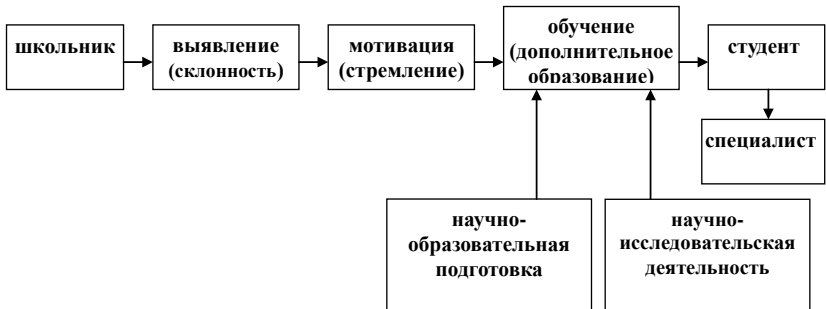 школьник
выявление
(склонность)
мотивация
(стремление)
обучение
(дополнительное
образование)
студент
специалист
научно-
образовательная
подготовка
научно-
исследовательская
деятельность